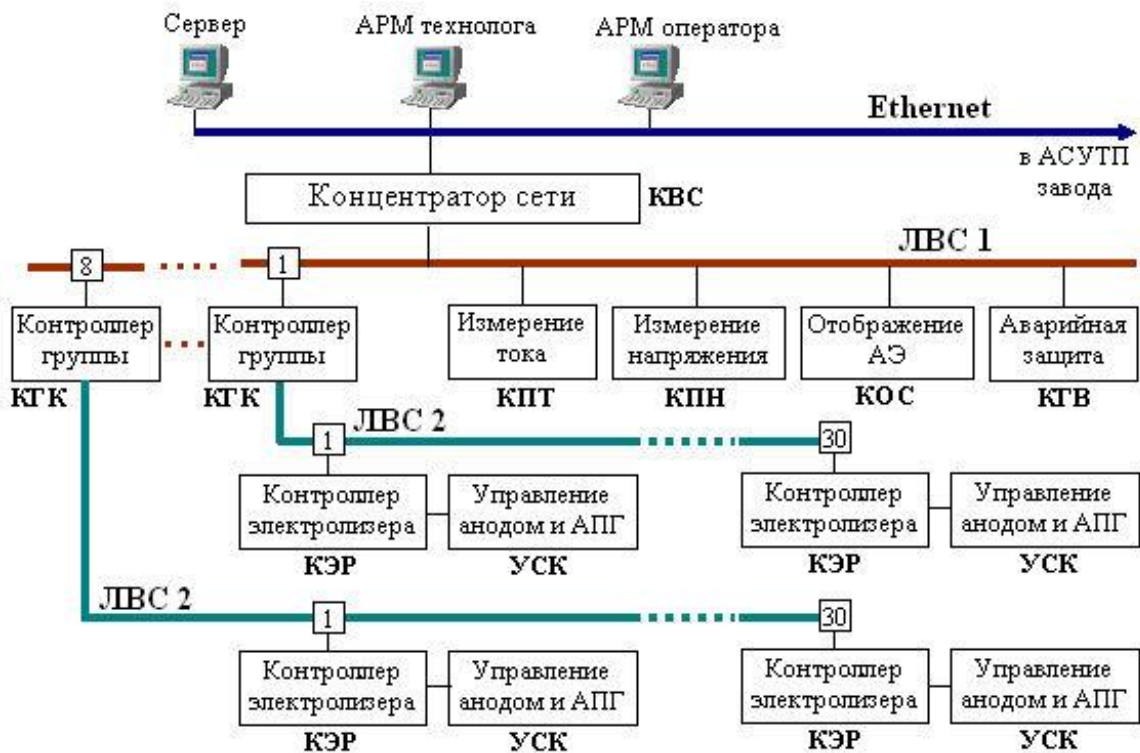 Сервер
АРМ технолога
АРМ оператора
Ethernet
в АСУТП
завода
Концентратор сети
КВС
ЛВС 1
8
1
Контроллер
группы
КГК
Контроллер
группы
КГК
Измерение
тока
КПТ
Измерение
напряжения
КПН
Отображение
АЭ
КОС
Аварийная
защита
КГВ
ЛВС 2
1
30
Контроллер
электролизера
КЭР
Управление
анодом и АПГ
УСК
Контроллер
электролизера
КЭР
Управление
анодом и АПГ
УСК
ЛВС 2
1
30
Контроллер
электролизера
КЭР
Управление
анодом и АПГ
УСК
Контроллер
электролизера
КЭР
Управление
анодом и АПГ
УСК